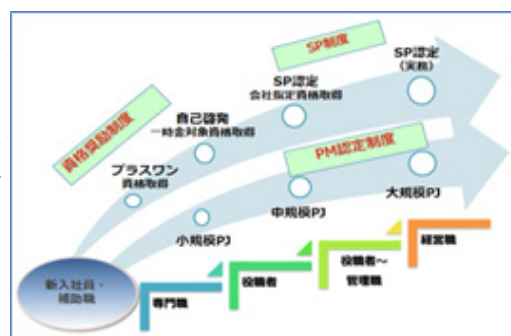 SP制度
SP認定
(実務)
SP認定
会社指定資格取得
資格奨励制度
自己啓発
一時金対象資格取得
PM認定制度
プラスワン
資格取得
大規模PJ
中規模PJ
小規模PJ
新入社員・
補助職
専門職
役職者
役職者～
管理職
経営職